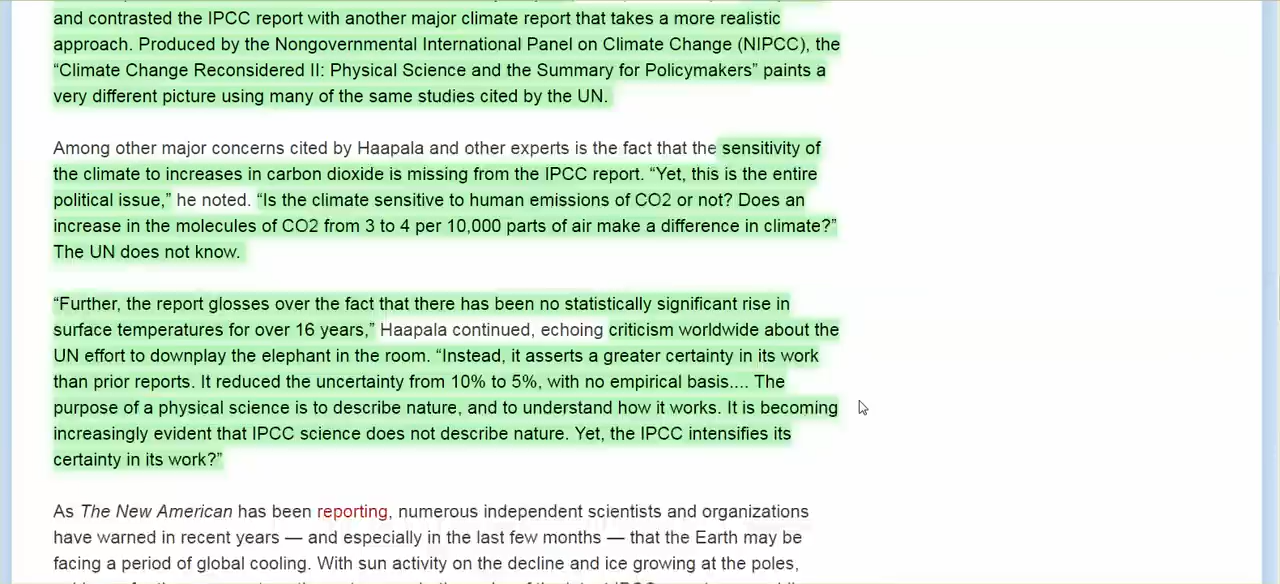 and contrasted the IPCC report with another major climate report that takes a more realistic
approach. Produced by the Nongovernmental International Panel on Climate Change (NIPCC), the
“Climate Change Reconsidered II: Physical Science and the Summary for Policymakers” paints a
very different picture using many of the same studies cited by the UN.
Among other major concerns cited by Haapala and other experts is the fact that the sensitivity of
the climate to increases in carbon dioxide is missing from the IPCC report. “Yet, this is the entire
political issue,” he noted. “Is the climate sensitive to human emissions of CO2 or not? Does an
increase in the molecules of CO2 from 3 to 4 per 10,000 parts of air make a difference in climate?”
The UN does not know.
“Further, the report glosses over the fact that there has been no statistically significant rise in
surface temperatures for over 16 years,” Haapala continued, echoing criticism worldwide about the
UN effort to downplay the elephant in the room. “Instead, it asserts a greater certainty in its work
than prior reports. It reduced the uncertainty from 10% to 5%, with no empirical basis.... The
purpose of a physical science is to describe nature, and to understand how it works. It is becoming
increasingly evident that IPCC science does not describe nature. Yet, the IPCC intensifies its
certainty in its work?”
As The New American has been reporting, numerous independent scientists and organizations
have warned in recent years — and especially in the last few months — that the Earth may be
facing a period of global cooling. With sun activity on the decline and ice growing at the poles,